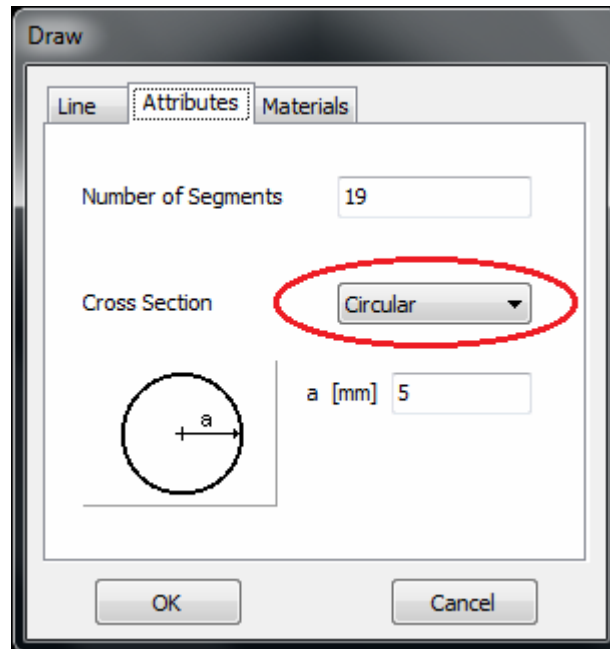 Draw
Line Attributes Materials
Number of Segments 19
Cross Section Circular
a [mm] 5
a
OK Cancel